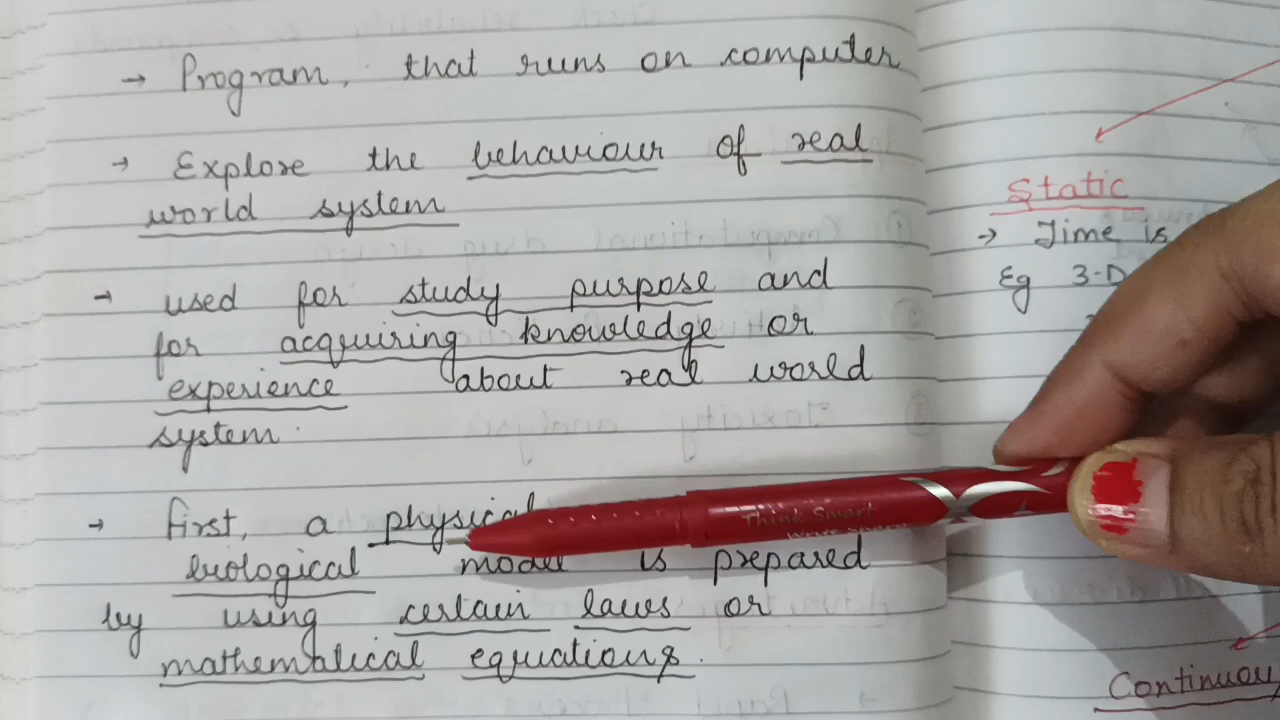 → Program, that runs on computer
→ Explore the behaviour of real
world system
→ used for study purpose and
for acquiring knowledge or
experience about real world
system.
→ first, a physical
biological model is prepared
by using certain laws or
mathematical equations.
Static
→ Time is
Eg 3-D
Continuou
Think Smart